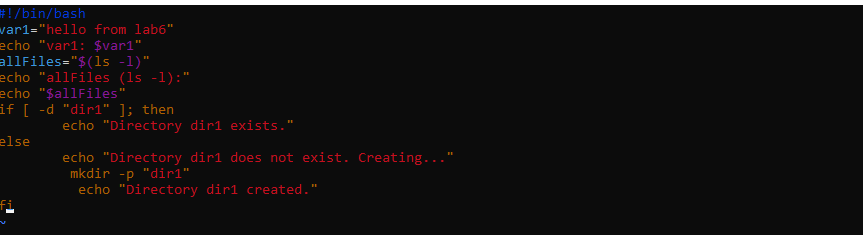 #!/bin/bash
var1="hello from lab6"
echo "var1: $var1"
allFiles="$(ls -l)"
echo "allFiles (ls -l):"
echo "$allFiles"
if [ -d "dir1" ]; then
        echo "Directory dir1 exists."
else
        echo "Directory dir1 does not exist. Creating..."
         mkdir -p "dir1"
          echo "Directory dir1 created."
fi
~